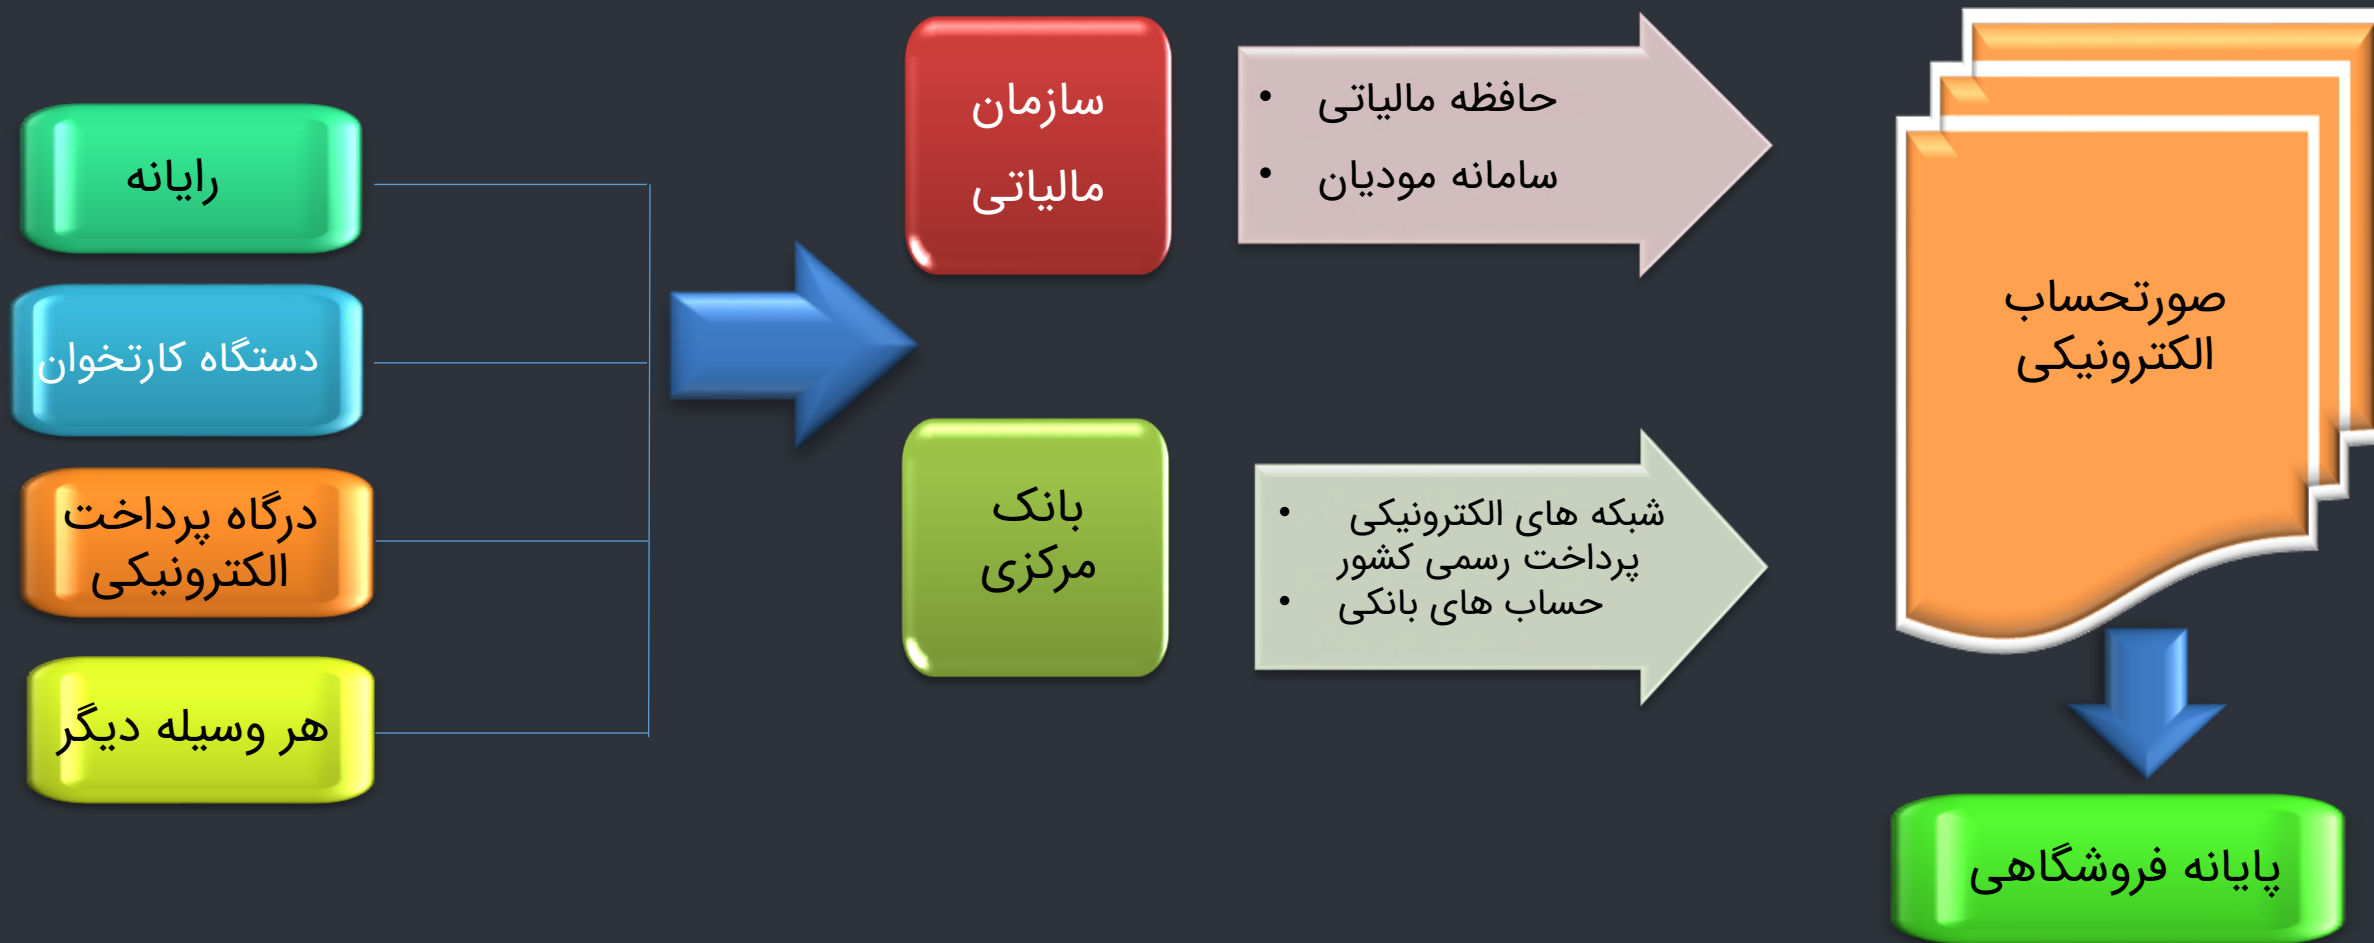 رایانه
دستگاه کارتخوان
درگاه پرداخت
الکترونیکی
هر وسیله دیگر
سازمان
مالیاتی
• حافظه مالیاتی
• سامانه مودیان
بانک
مرکزی
• شبکه های الکترونیکی
پرداخت رسمی کشور
• حساب های بانکی
صورتحساب
الکترونیکی
پایانه فروشگاهی